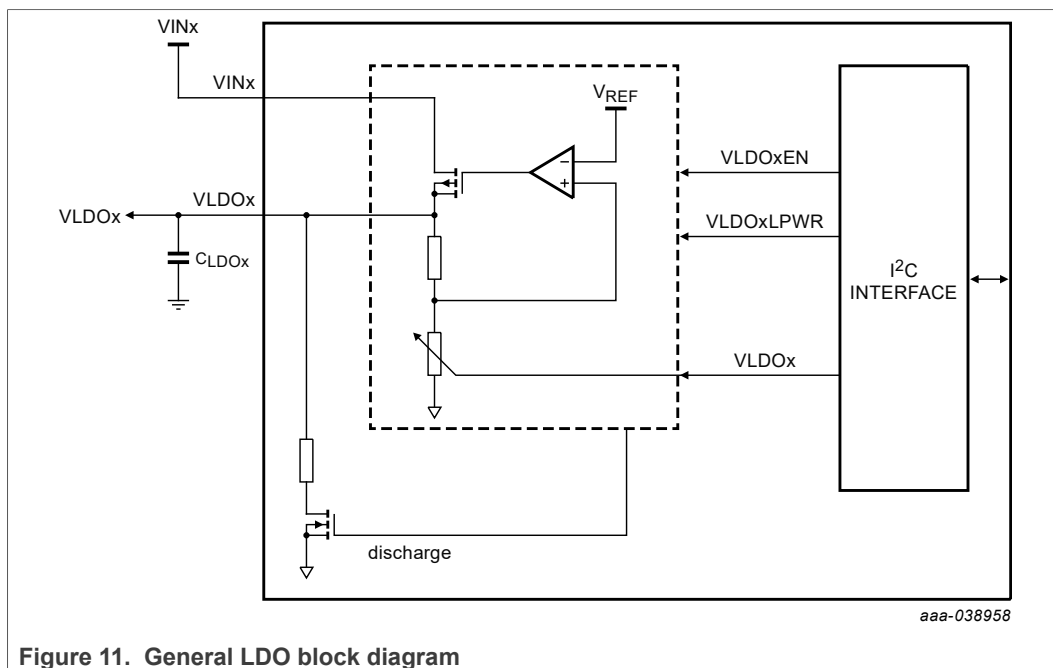 VINx
VINx
VREF
−
+
VLDOxEN
VLDOx
VLDOx
VLDOxLPWR
CLDOx
I2C
INTERFACE
VLDOx
discharge
aaa-038958
Figure 11. General LDO block diagram